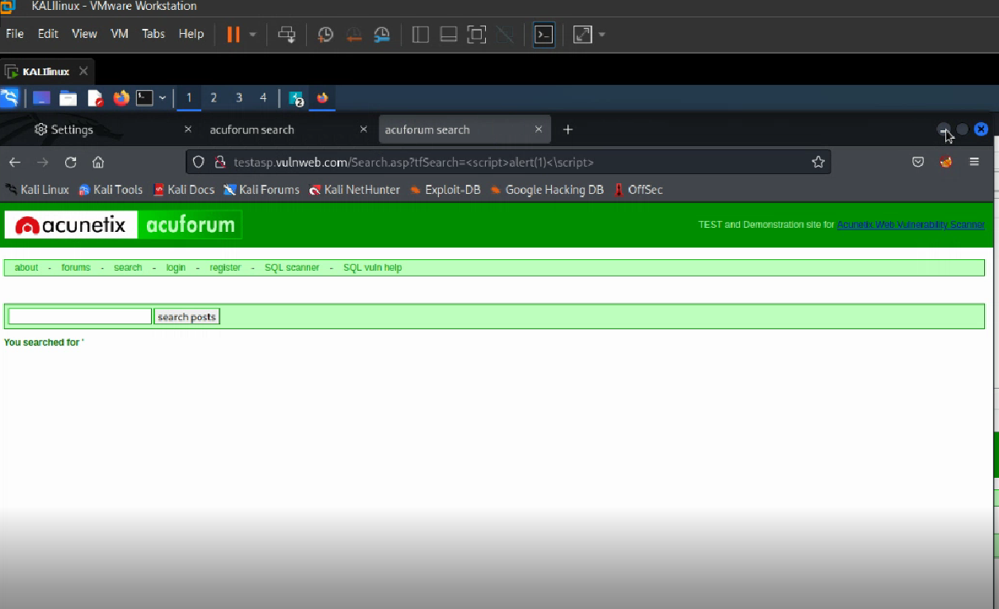 KALIlinux - VMware Workstation
File Edit View VM Tabs Help
KALIlinux
1 2 3 4 2
Settings acuforum search acuforum search
testasp.vulnweb.com/Search.asp?tfSearch=<script>alert(1)<\script>
Kali Linux Kali Tools Kali Docs Kali Forums Kali NetHunter Exploit-DB Google Hacking DB OffSec
acunetix acuforum TEST and Demonstration site for Acunetix Web Vulnerability Scanner
about - forums - search - login - register - SQL scanner - SQL vuln help
search posts
You searched for '